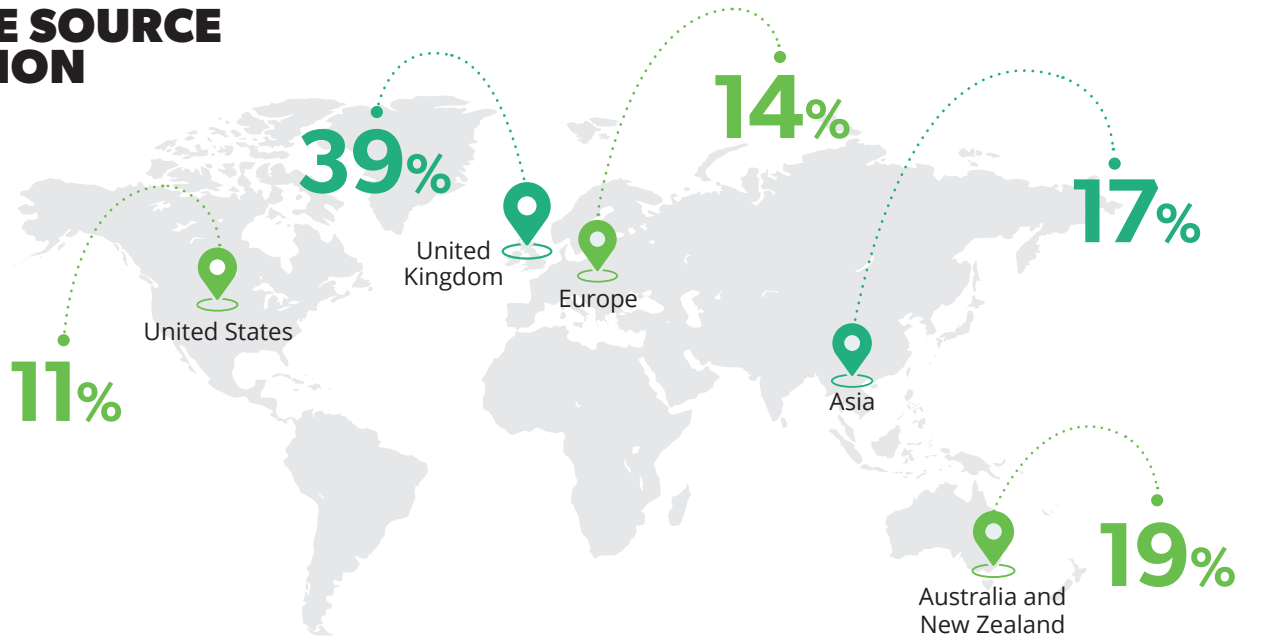 E SOURCE
ION
14%
39%
17%
United
Kingdom
Europe
United States
11%
Asia
19%
Australia and
New Zealand